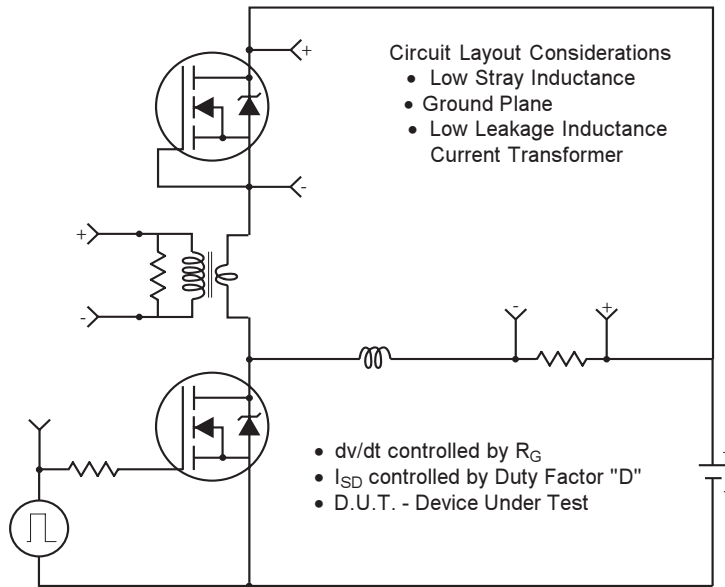 +
Circuit Layout Considerations
• Low Stray Inductance
• Ground Plane
• Low Leakage Inductance
Current Transformer
-
+
-
-
+
• dv/dt controlled by RG
• ISD controlled by Duty Factor "D"
• D.U.T. - Device Under Test
+
-